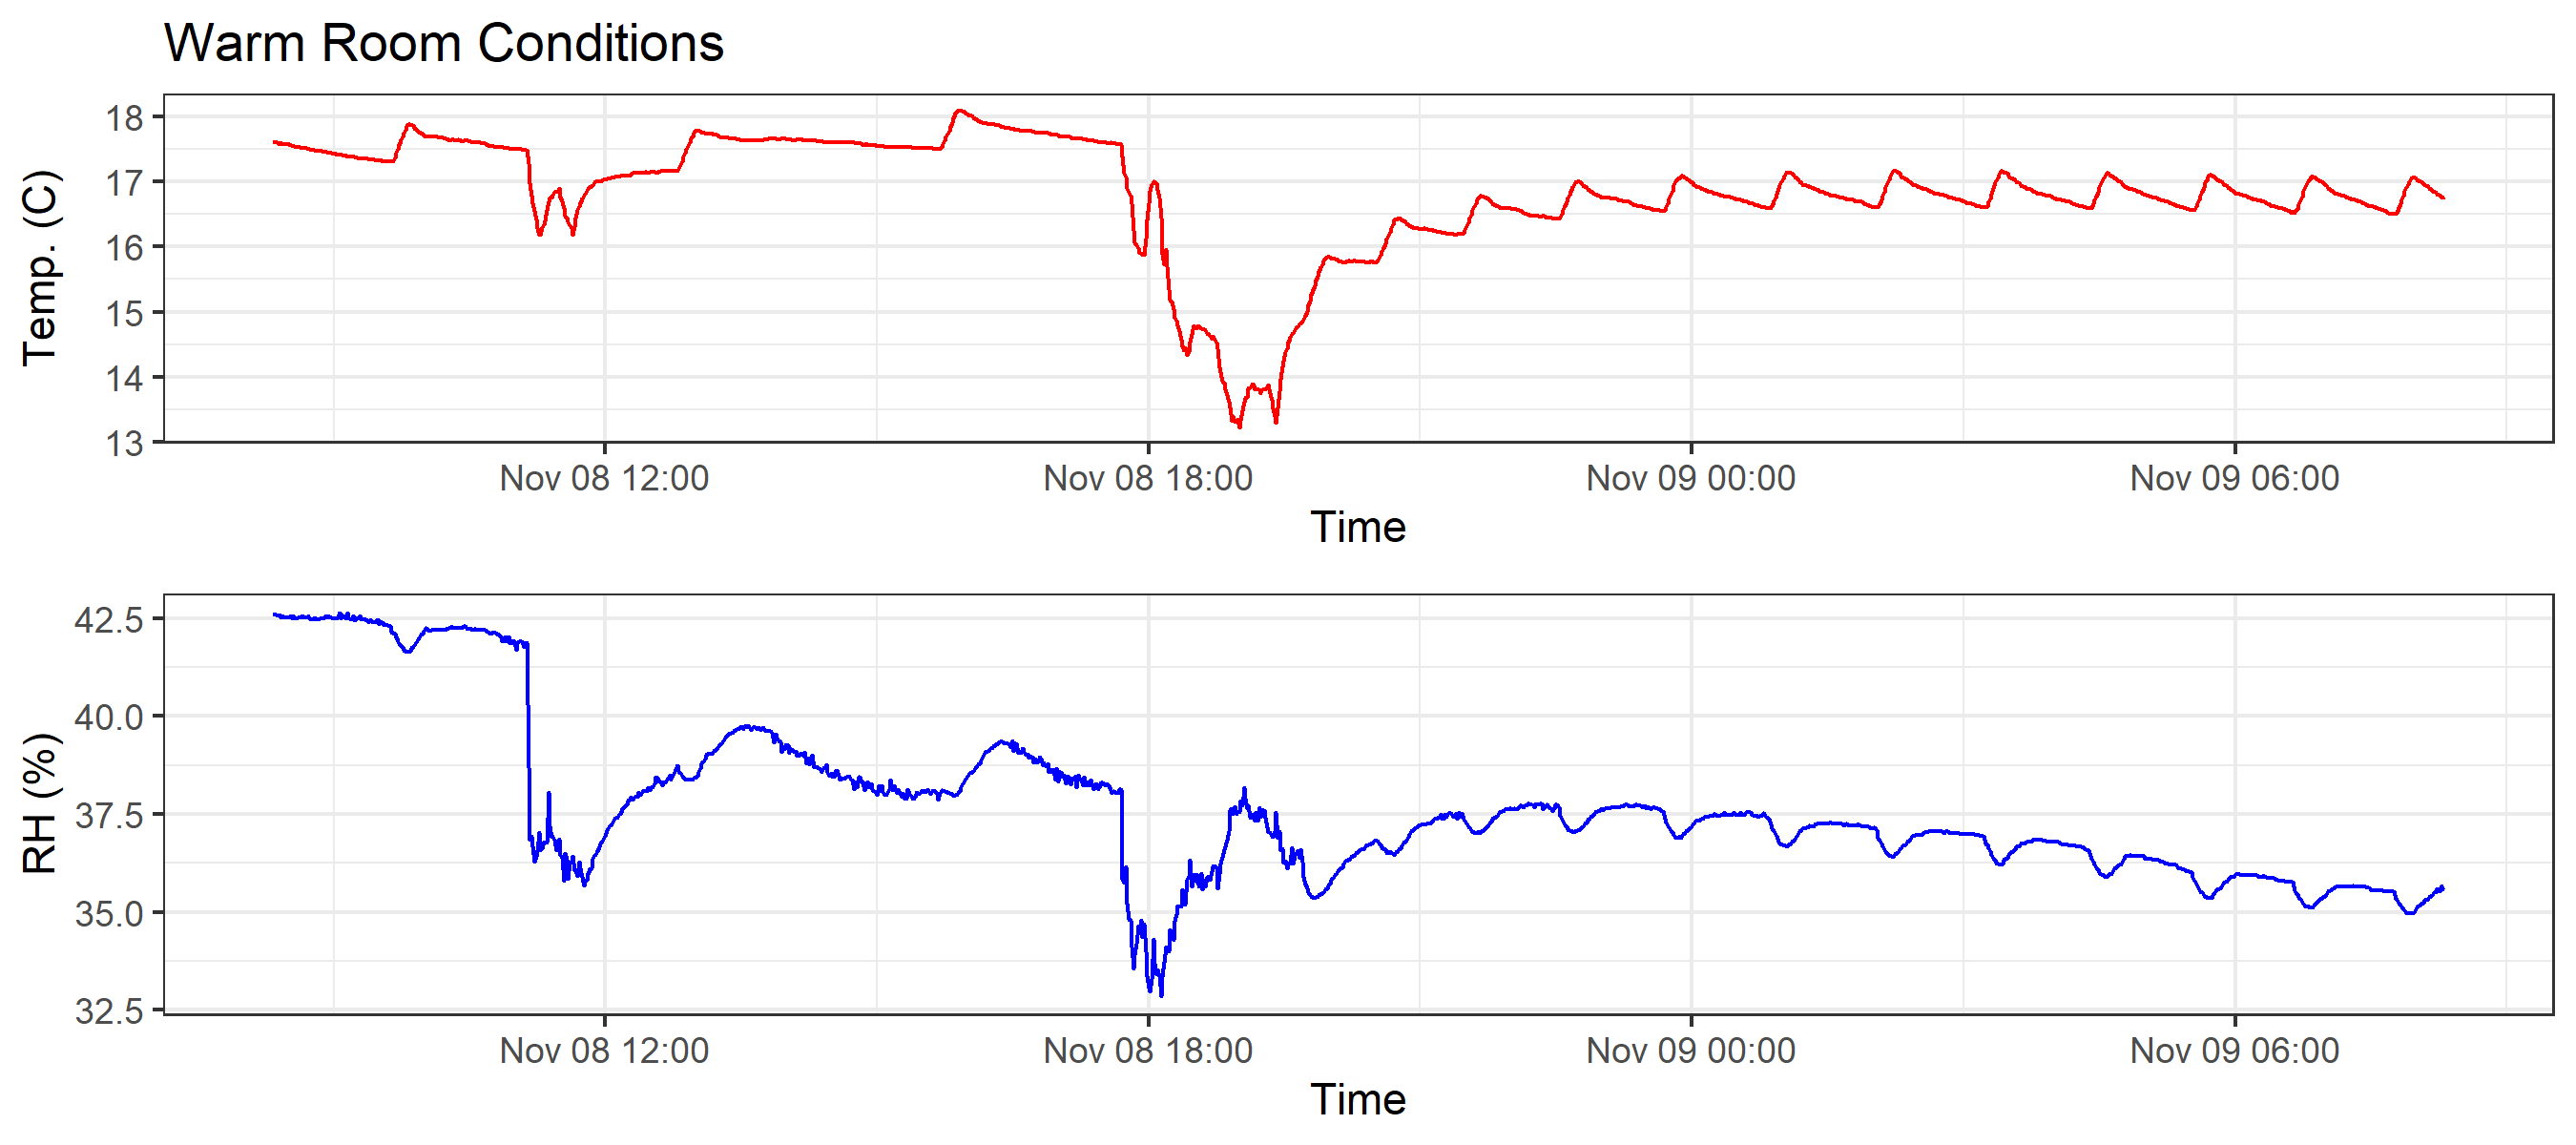 Warm Room Conditions
Temp. (C)
18
17
16
15
14
13
Nov 08 12:00 Nov 08 18:00 Nov 09 00:00 Nov 09 06:00
Time
RH (%)
42.5
40.0
37.5
35.0
32.5
Nov 08 12:00 Nov 08 18:00 Nov 09 00:00 Nov 09 06:00
Time